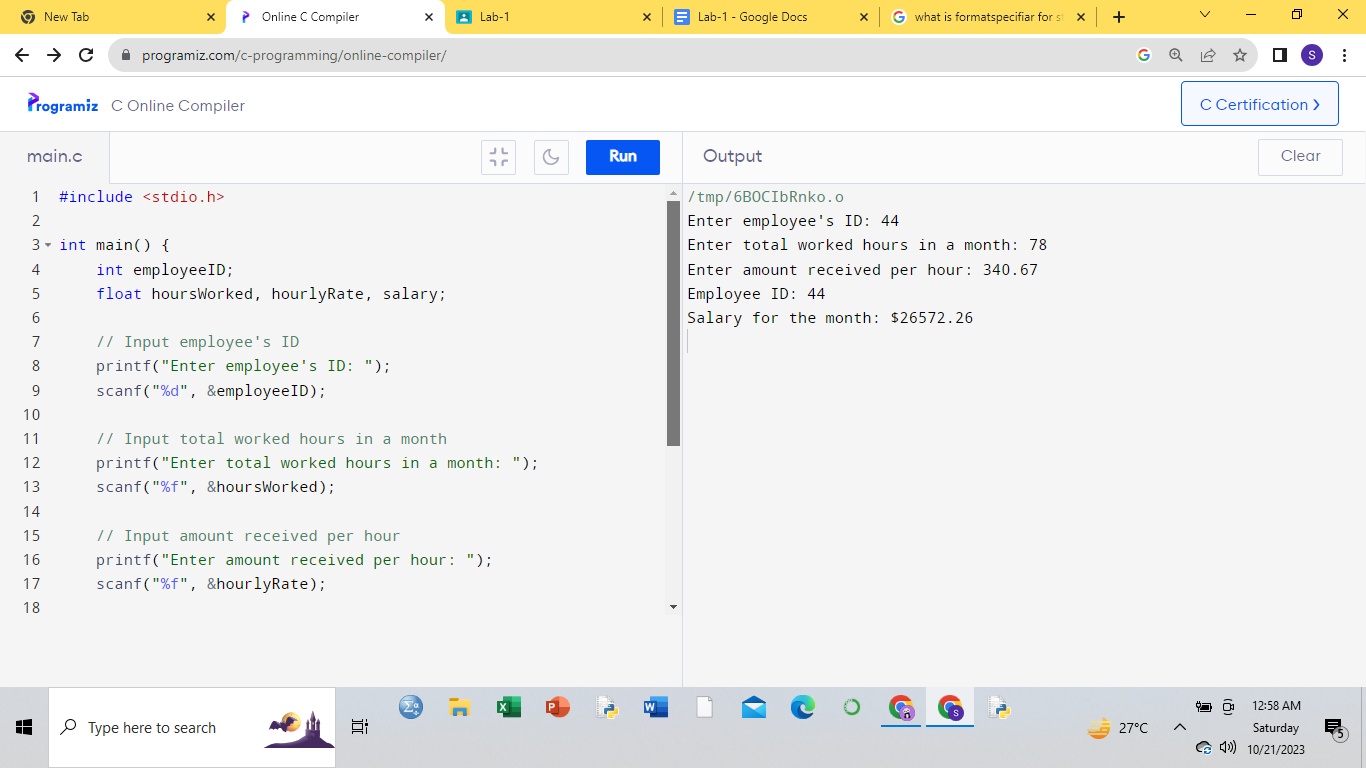 New Tab
Online C Compiler
Lab-1
Lab-1 - Google Docs
what is formatspecifiar for s
programiz.com/c-programming/online-compiler/
S
Programiz C Online Compiler
C Certification
main.c
Run
Output
Clear
1 #include <stdio.h>
2
3 int main() {
4 int employeeID;
5 float hoursWorked, hourlyRate, salary;
6
7 // Input employee's ID
8 printf("Enter employee's ID: ");
9 scanf("%d", &employeeID);
10
11 // Input total worked hours in a month
12 printf("Enter total worked hours in a month: ");
13 scanf("%f", &hoursWorked);
14
15 // Input amount received per hour
16 printf("Enter amount received per hour: ");
17 scanf("%f", &hourlyRate);
18
/tmp/6BOCIbRnko.o
Enter employee's ID: 44
Enter total worked hours in a month: 78
Enter amount received per hour: 340.67
Employee ID: 44
Salary for the month: $26572.26
Type here to search
27°C
12:58 AM
Saturday
10/21/2023
5